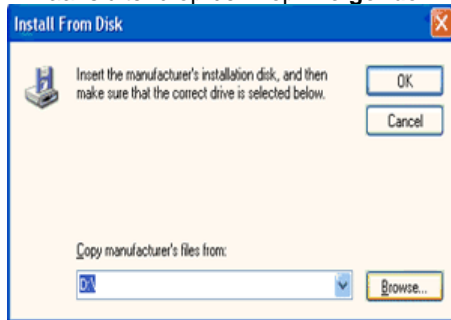 Install From Disk
Insert the manufacturer's installation disk, and then
make sure that the correct drive is selected below.
OK
Cancel
Copy manufacturer's files from:
D:\
Browse...